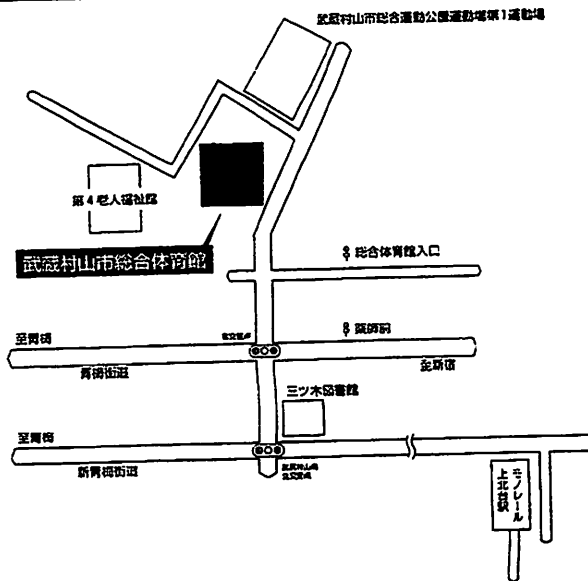 武蔵村山市総合運動公園運動場第1運動場
第4老人福祉館
武蔵村山市総合体育館
総合体育館入口
至青梅
薬師前
青梅街道
至新宿
三ツ木図書館
至青梅
新青梅街道
モノレール
上北台駅